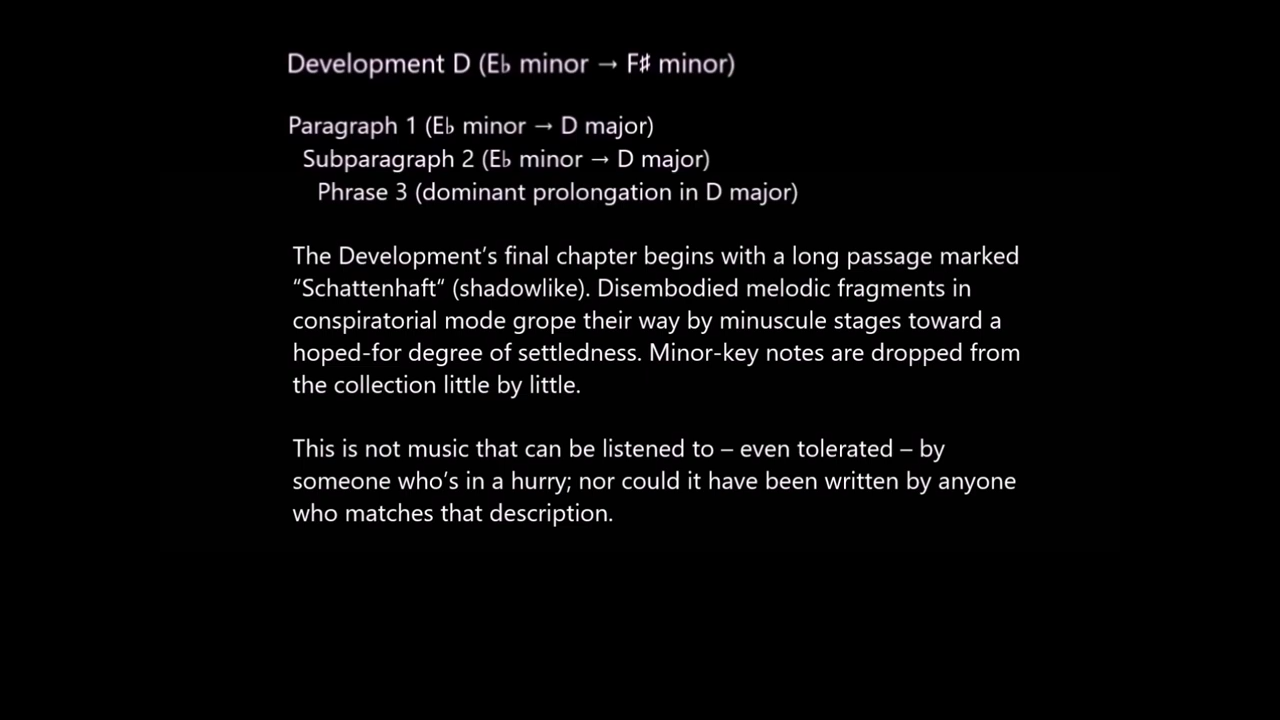 Development D (E♭ minor → F♯ minor)
Paragraph 1 (E♭ minor → D major)
Subparagraph 2 (E♭ minor → D major)
Phrase 3 (dominant prolongation in D major)
The Development’s final chapter begins with a long passage marked
“Schattenhaft“ (shadowlike). Disembodied melodic fragments in
conspiratorial mode grope their way by minuscule stages toward a
hoped-for degree of settledness. Minor-key notes are dropped from
the collection little by little.
This is not music that can be listened to – even tolerated – by
someone who’s in a hurry; nor could it have been written by anyone
who matches that description.